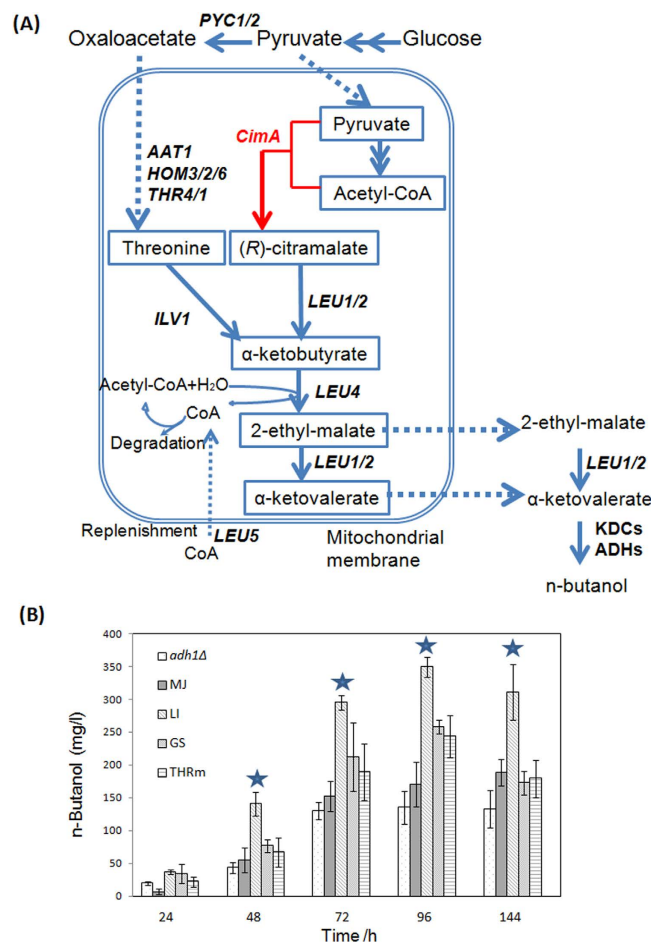 (A)
PYC1/2
Oxaloacetate
Pyruvate
Glucose
Pyruvate
CimA
Acetyl-CoA
AAT1
HOM3/2/6
THR4/1
Threonine
(R)-citramalate
LEU1/2
ILV1
α-ketobutyrate
Acetyl-CoA+H₂O
LEU4
CoA
2-ethyl-malate
2-ethyl-malate
Degradation
LEU1/2
LEU1/2
α-ketovalerate
α-ketovalerate
Replenishment
LEU5
CoA
Mitochondrial
membrane
KDCs
ADHs
n-butanol
(B)
n-Butanol (mg/l)
400
350
300
250
200
150
100
50
0
adh1Δ
MJ
LI
GS
THRm
24
48
72
96
144
Time /h